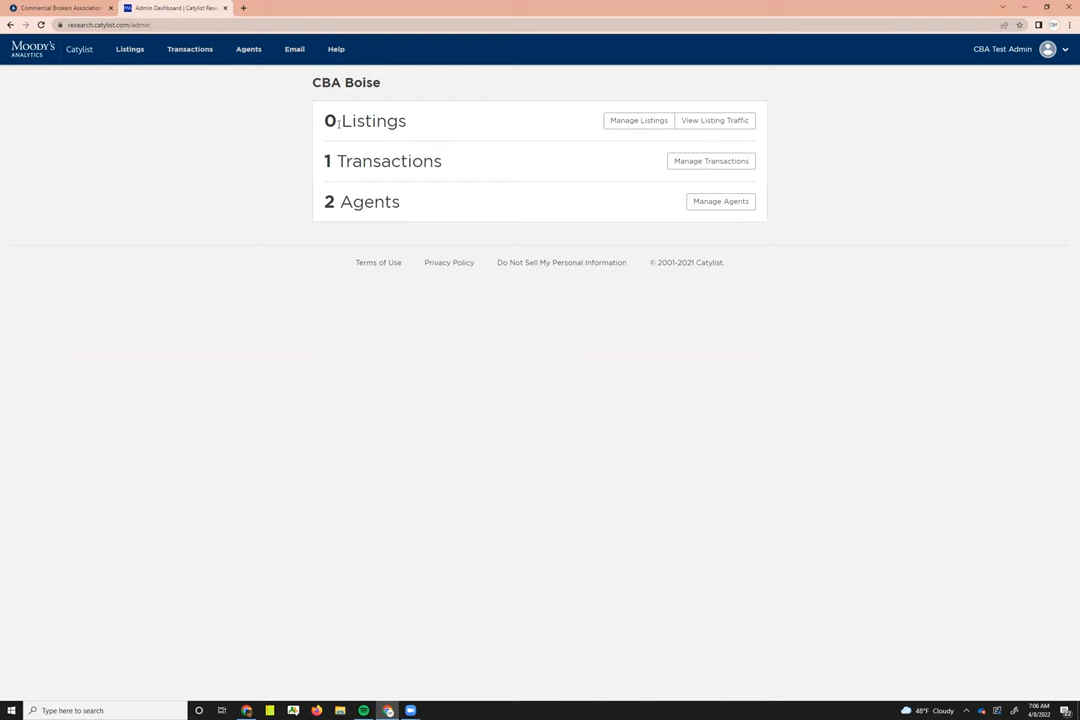 Commercial Brokers Association
Admin Dashboard | Catylist Rese
research.catylist.com/admin
MOODY'S ANALYTICS Catylist Listings Transactions Agents Email Help CBA Test Admin
CBA Boise
0 Listings Manage Listings View Listing Traffic
1 Transactions Manage Transactions
2 Agents Manage Agents
Terms of Use Privacy Policy Do Not Sell My Personal Information © 2001-2021 Catylist.
Type here to search 48°F Cloudy 7:06 AM
4/8/2022